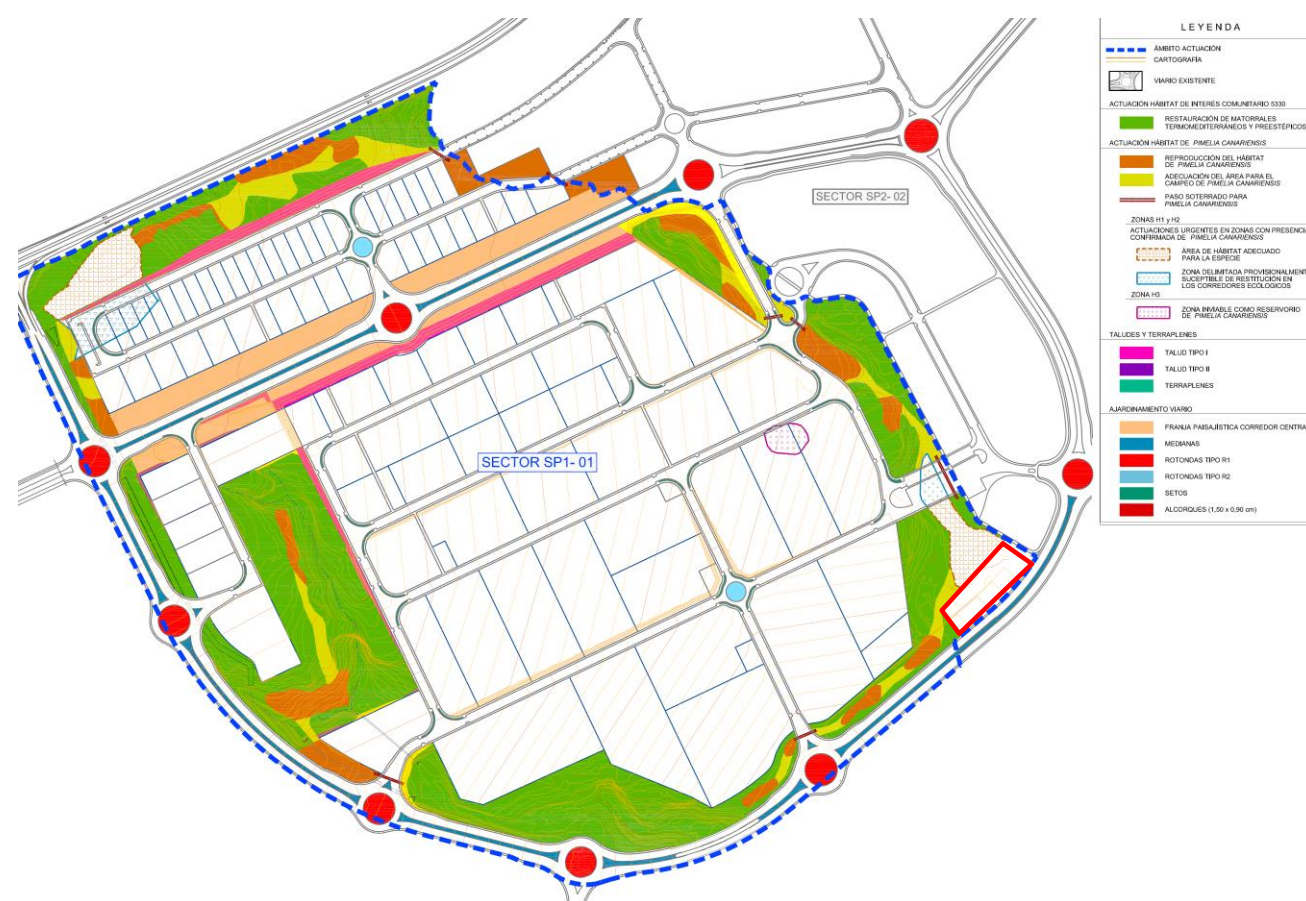 LEYENDA
ÁMBITO ACTUACIÓN
CARTOGRAFÍA
VIARIO EXISTENTE
ACTUACIÓN HÁBITAT DE INTERÉS COMUNITARIO 5330
RESTAURACIÓN DE MATORRALES
TERMOMEDITERRÁNEOS Y PREESTÉPICOS
ACTUACIÓN HÁBITAT DE PIMELIA CANARIENSIS
REPRODUCCIÓN DEL HÁBITAT
DE PIMELIA CANARIENSIS
ADECUACIÓN DEL ÁREA PARA EL
CAMPEO DE PIMELIA CANARIENSIS
PASO SOTERRADO PARA
PIMELIA CANARIENSIS
ZONAS H1 y H2
ACTUACIONES URGENTES EN ZONAS CON PRESENCIA
CONFIRMADA DE PIMELIA CANARIENSIS
ÁREA DE HÁBITAT ADECUADO
PARA LA ESPECIE
ZONA DELIMITADA PROVISIONALMENT
SUCEPTIBLE DE RESTITUCIÓN EN
LOS CORREDORES ECOLÓGICOS
ZONA H3
ZONA INVIABLE COMO RESERVORIO
DE PIMELIA CANARIENSIS
TALUDES Y TERRAPLENES
TALUD TIPO I
TALUD TIPO II
TERRAPLENES
AJARDINAMIENTO VIARIO
FRANJA PAISAJÍSTICA CORREDOR CENTRA
MEDIANAS
ROTONDAS TIPO R1
ROTONDAS TIPO R2
SETOS
ALCORQUES (1,50 x 0,90 cm)
SECTOR SP2- 02
SECTOR SP1- 01